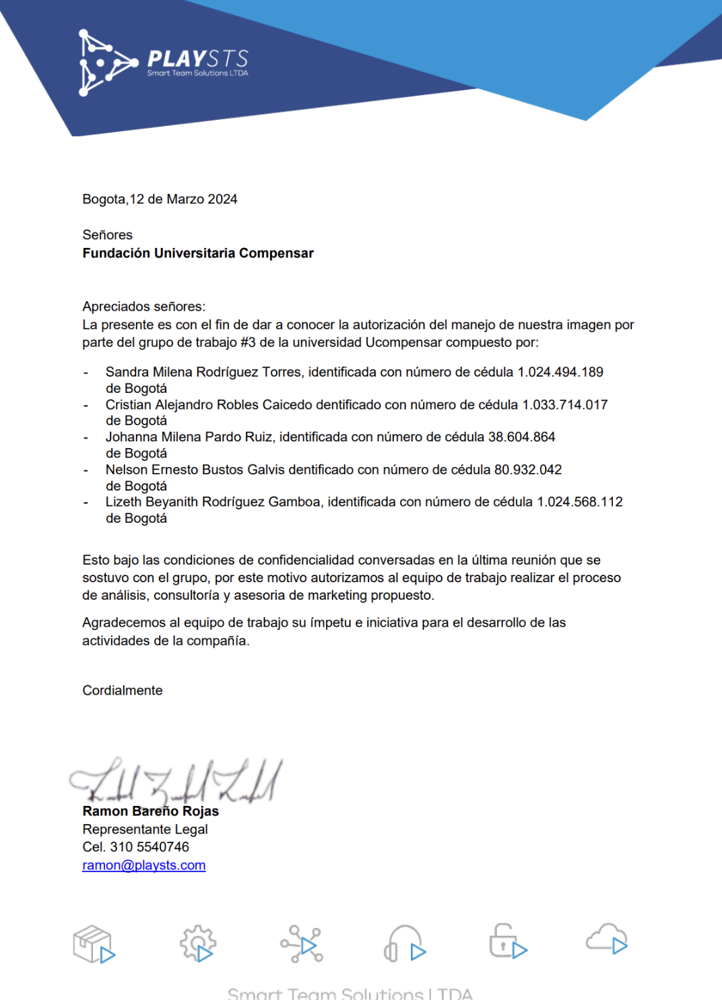 PLAYSTS
Smart Team Solutions LTDA
Bogota,12 de Marzo 2024
Señores
Fundación Universitaria Compensar
Apreciados señores:
La presente es con el fin de dar a conocer la autorización del manejo de nuestra imagen por
parte del grupo de trabajo #3 de la universidad Ucompensar compuesto por:
- Sandra Milena Rodríguez Torres, identificada con número de cédula 1.024.494.189
de Bogotá
- Cristian Alejandro Robles Caicedo dentificado con número de cédula 1.033.714.017
de Bogotá
- Johanna Milena Pardo Ruiz, identificada con número de cédula 38.604.864
de Bogotá
- Nelson Ernesto Bustos Galvis dentificado con número de cédula 80.932.042
de Bogotá
- Lizeth Beyanith Rodríguez Gamboa, identificada con número de cédula 1.024.568.112
de Bogotá
Esto bajo las condiciones de confidencialidad conversadas en la última reunión que se
sostuvo con el grupo, por este motivo autorizamos al equipo de trabajo realizar el proceso
de análisis, consultoría y asesoria de marketing propuesto.
Agradecemos al equipo de trabajo su ímpetu e iniciativa para el desarrollo de las
actividades de la compañía.
Cordialmente
Ramon Bareño Rojas
Representante Legal
Cel. 310 5540746
ramon@playsts.com
Smart Team Solutions LTDA